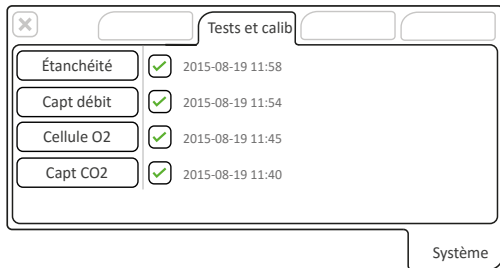 Tests et calib
Étanchéité 2015-08-19 11:58
Capt débit 2015-08-19 11:54
Cellule O2 2015-08-19 11:45
Capt CO2 2015-08-19 11:40
Système